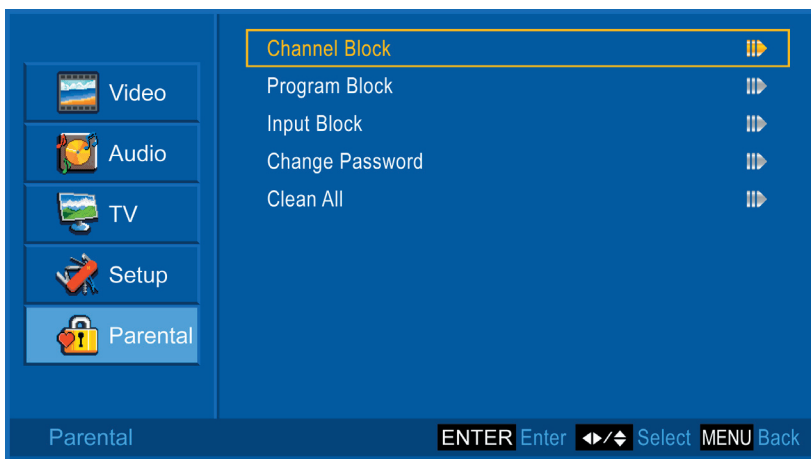 Video
Audio
TV
Setup
Parental
Channel Block
Program Block
Input Block
Change Password
Clean All
Parental
ENTER Enter ◄►/▲▼ Select MENU Back